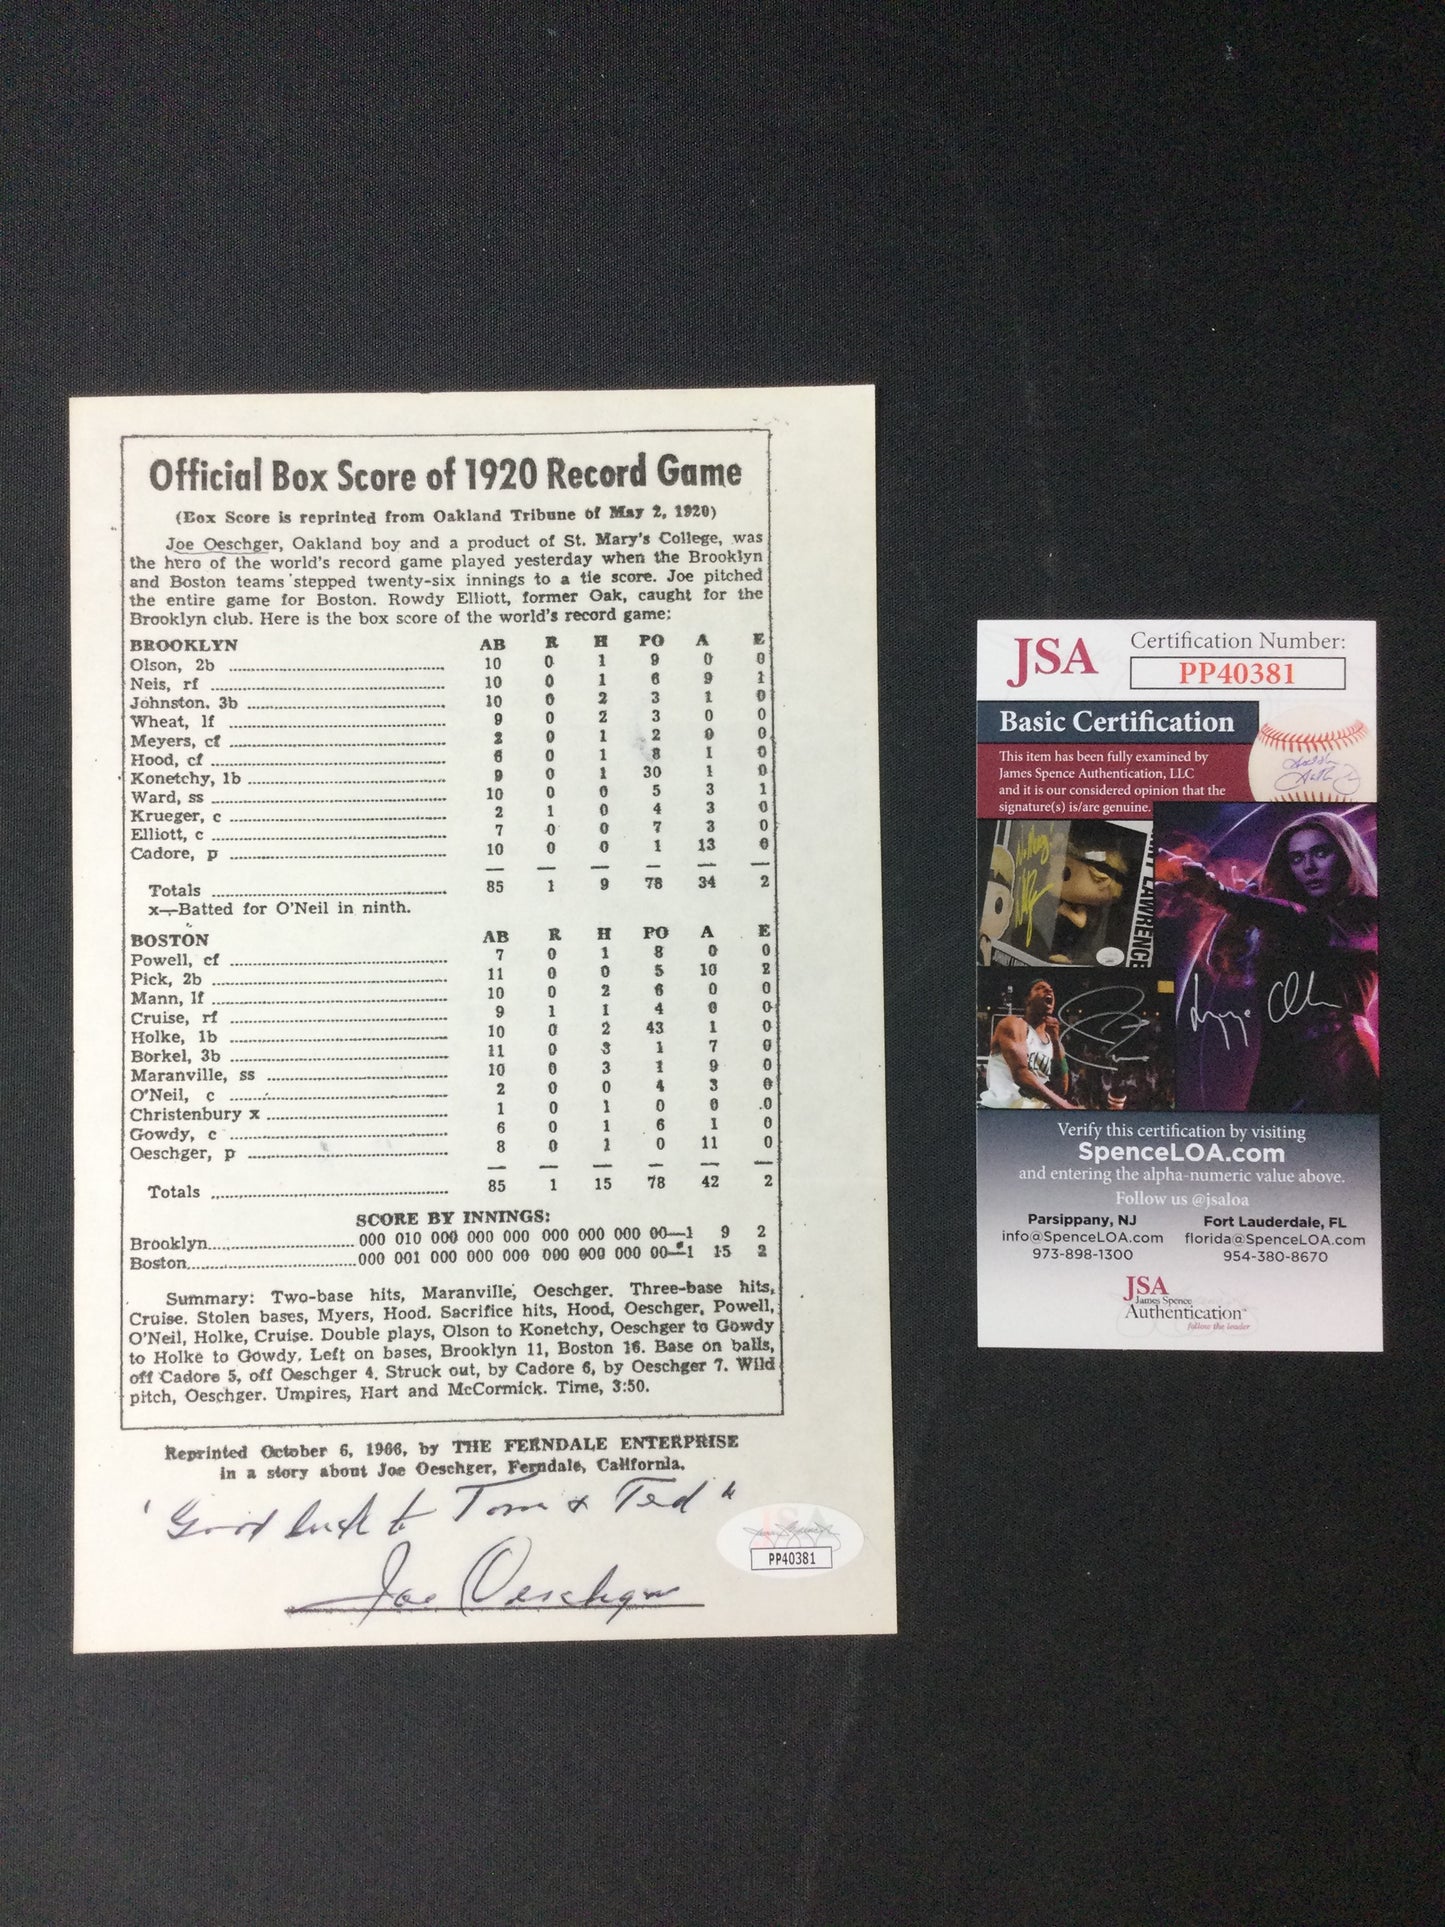 Official Box Score of 1920 Record Game
(Box Score is reprinted from Oakland Tribune of May 2, 1920)
Joe Oeschger, Oakland boy and a product of St. Mary's College, was
the hero of the world's record game played yesterday when the Brooklyn
and Boston teams stepped twenty-six innings to a tie score. Joe pitched
the entire game for Boston. Rowdy Elliott, former Oak, caught for the
Brooklyn club. Here is the box score of the world's record game:
BROOKLYN AB R H PO A E
Olson, 2b 10 0 1 9 0 0
Neis, rf 10 0 1 6 9 1
Johnston, 3b 10 0 2 3 1 0
Wheat, lf 9 0 2 3 0 0
Meyers, cf 2 0 1 2 0 0
Hood, cf 6 0 1 8 1 0
Konetchy, 1b 9 0 1 30 1 0
Ward, ss 10 0 0 5 3 1
Krueger, c 2 1 0 4 3 0
Elliott, c 7 0 0 7 3 0
Cadore, p 10 0 0 1 13 0
Totals 85 1 9 78 34 2
x—Batted for O'Neil in ninth.
BOSTON AB R H PO A E
Powell, cf 7 0 1 8 0 0
Pick, 2b 11 0 0 5 10 2
Mann, lf 10 0 2 6 0 0
Cruise, rf 9 1 1 4 0 0
Holke, 1b 10 0 2 43 1 0
Borkel, 3b 11 0 3 1 7 0
Maranville, ss 10 0 3 1 9 0
O'Neil, c 2 0 0 4 3 0
Christenbury x 1 0 1 0 0 .0
Gowdy, c 6 0 1 6 1 0
Oeschger, p 8 0 1 0 11 0
Totals 85 1 15 78 42 2
SCORE BY INNINGS:
Brooklyn 000 010 000 000 000 000 000 000 00—1 9 2
Boston 000 001 000 000 000 000 000 000 00—1 15 2
Summary: Two-base hits, Maranville, Oeschger. Three-base hits,
Cruise. Stolen bases, Myers, Hood. Sacrifice hits, Hood, Oeschger, Powell,
O'Neil, Holke, Cruise. Double plays, Olson to Konetchy, Oeschger to Gowdy
to Holke to Gowdy. Left on bases, Brooklyn 11, Boston 16. Base on balls,
off Cadore 5, off Oeschger 4. Struck out, by Cadore 6, by Oeschger 7. Wild
pitch, Oeschger. Umpires, Hart and McCormick. Time, 3:50.
Reprinted October 6, 1966, by THE FERNDALE ENTERPRISE
in a story about Joe Oeschger, Ferndale, California.
"Good luck to Tom & Ted"
Joe Oeschger
JSA
PP40381
JSA Certification Number:
PP40381
Basic Certification
This item has been fully examined by
James Spence Authentication, LLC
and it is our considered opinion that the
signature(s) is/are genuine.
LAWRENCE
Verify this certification by visiting
SpenceLOA.com
and entering the alpha-numeric value above.
Follow us @jsaloa
Parsippany, NJ Fort Lauderdale, FL
info@SpenceLOA.com florida@SpenceLOA.com
973-898-1300 954-380-8670
JSA
James Spence
Authentication
follow the leader